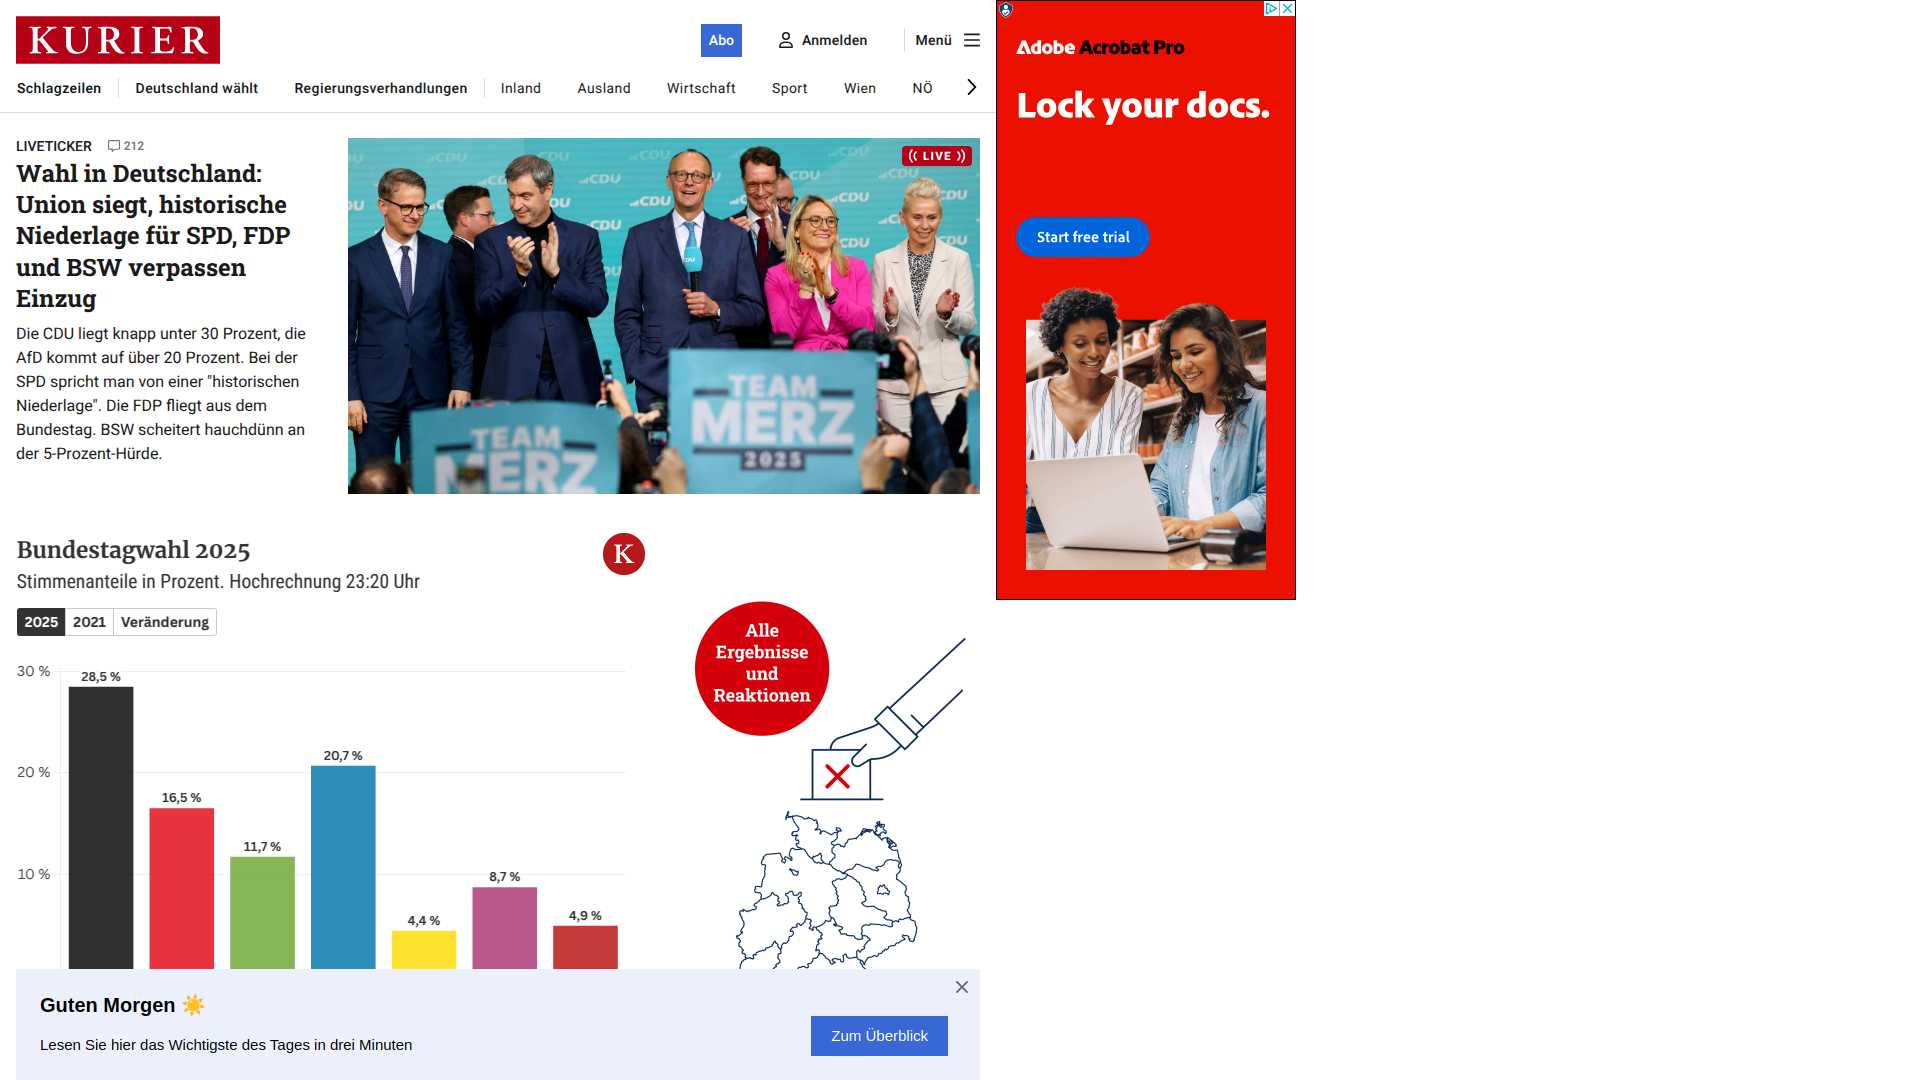 KURIER
Abo
Anmelden
Menü
Schlagzeilen
Deutschland wählt
Regierungsverhandlungen
Inland
Ausland
Wirtschaft
Sport
Wien
NÖ
LIVETICKER
212
Wahl in Deutschland:
Union siegt, historische
Niederlage für SPD, FDP
und BSW verpassen
Einzug
Die CDU liegt knapp unter 30 Prozent, die
AfD kommt auf über 20 Prozent. Bei der
SPD spricht man von einer "historischen
Niederlage". Die FDP fliegt aus dem
Bundestag. BSW scheitert hauchdünn an
der 5-Prozent-Hürde.
LIVE
CDU
TEAM
MERZ
TEAM
MERZ
2025
Bundestagwahl 2025
K
Stimmenanteile in Prozent. Hochrechnung 23:20 Uhr
2025
2021
Veränderung
30 %
20 %
10 %
28,5 %
16,5 %
11,7 %
20,7 %
4,4 %
8,7 %
4,9 %
Alle
Ergebnisse
und
Reaktionen
Guten Morgen
Lesen Sie hier das Wichtigste des Tages in drei Minuten
Zum Überblick
Adobe Acrobat Pro
Lock your docs.
Start free trial